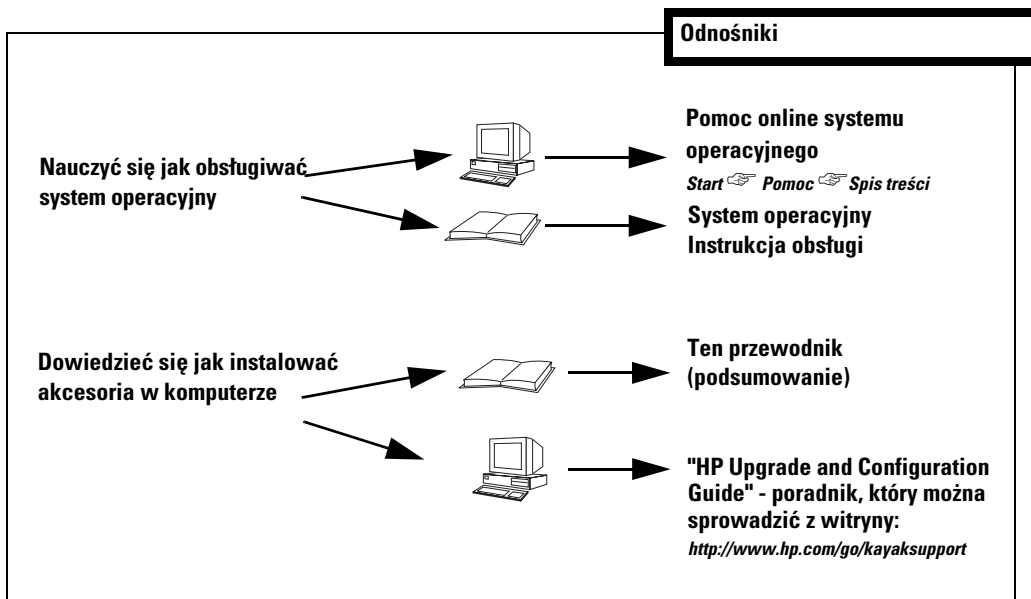 Odnośniki
Nauczyć się jak obsługiwać
system operacyjny
Pomoc online systemu
operacyjnego
Start ☞ Pomoc ☞ Spis treści
System operacyjny
Instrukcja obsługi
Dowiedzieć się jak instalować
akcesoria w komputerze
Ten przewodnik
(podsumowanie)
"HP Upgrade and Configuration
Guide" - poradnik, który można
sprowadzić z witryny:
http://www.hp.com/go/kayaksupport